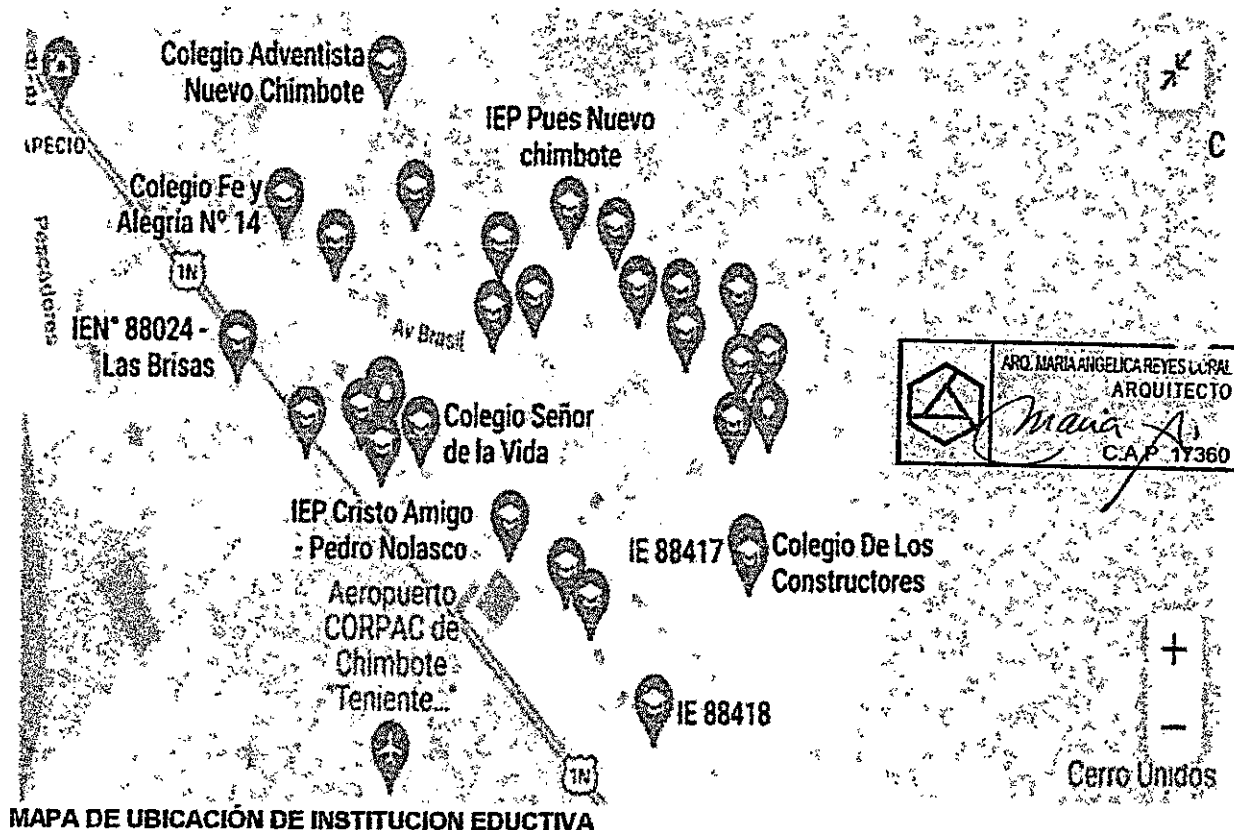 Colegio Adventista
Nuevo Chimbote
IEP Pues Nuevo
chimbote
C
Colegio Fe y
Alegría N° 14
Pescadores
1N
IEN° 88024 -
Las Brisas
Av Brasil
ARQ. MARIA ANGELICA REYES
ARQUITECTO
Maria
C.A.P. 17360
Colegio Señor
de la Vida
IEP Cristo Amigo
- Pedro Nolasco
IE 88417
Colegio De Los
Constructores
Aeropuerto
CORPAC de
Chimbote -
"Teniente..."
IE 88418
+
−
1N
Cerro Unidos
MAPA DE UBICACIÓN DE INSTITUCION EDUCTIVA